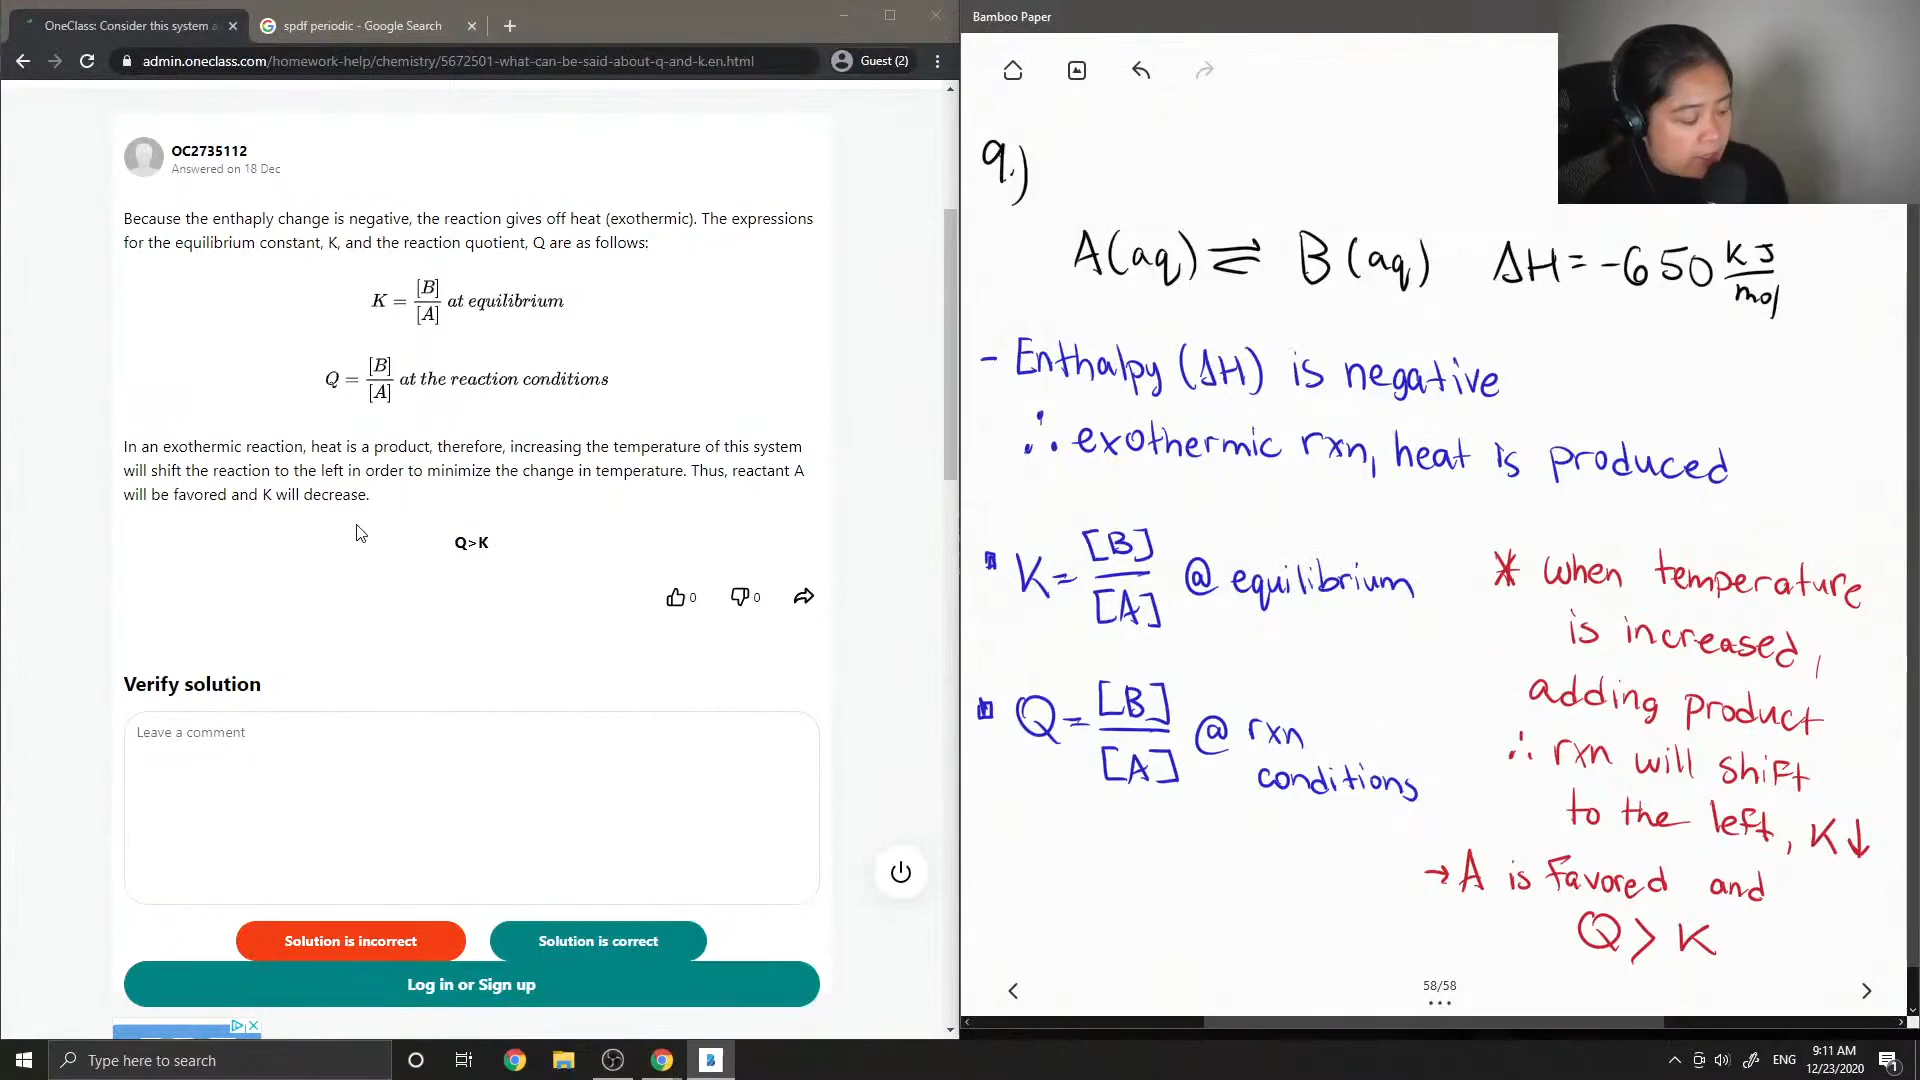 OneClass: Consider this system a
spdf periodic - Google Search
admin.oneclass.com/homework-help/chemistry/5672501-what-can-be-said-about-q-and-k.en.html
Guest (2)
OC2735112
Answered on 18 Dec
Because the enthaply change is negative, the reaction gives off heat (exothermic). The expressions
for the equilibrium constant, K, and the reaction quotient, Q are as follows:
K = [B]/[A] at equilibrium
Q = [B]/[A] at the reaction conditions
In an exothermic reaction, heat is a product, therefore, increasing the temperature of this system
will shift the reaction to the left in order to minimize the change in temperature. Thus, reactant A
will be favored and K will decrease.
Q>K
0
0
Verify solution
Leave a comment
Solution is incorrect
Solution is correct
Log in or Sign up
Bamboo Paper
9.)
A(aq) ⇌ B(aq) ΔH = -650 kJ/mol
- Enthalpy (ΔH) is negative
∴ exothermic rxn, heat is produced
K = [B]/[A] @ equilibrium
Q = [B]/[A] @ rxn
conditions
* when temperature
is increased,
adding product
∴ rxn will shift
to the left, K↓
→ A is favored and
Q > K
58/58
Type here to search
ENG
9:11 AM
12/23/2020
1